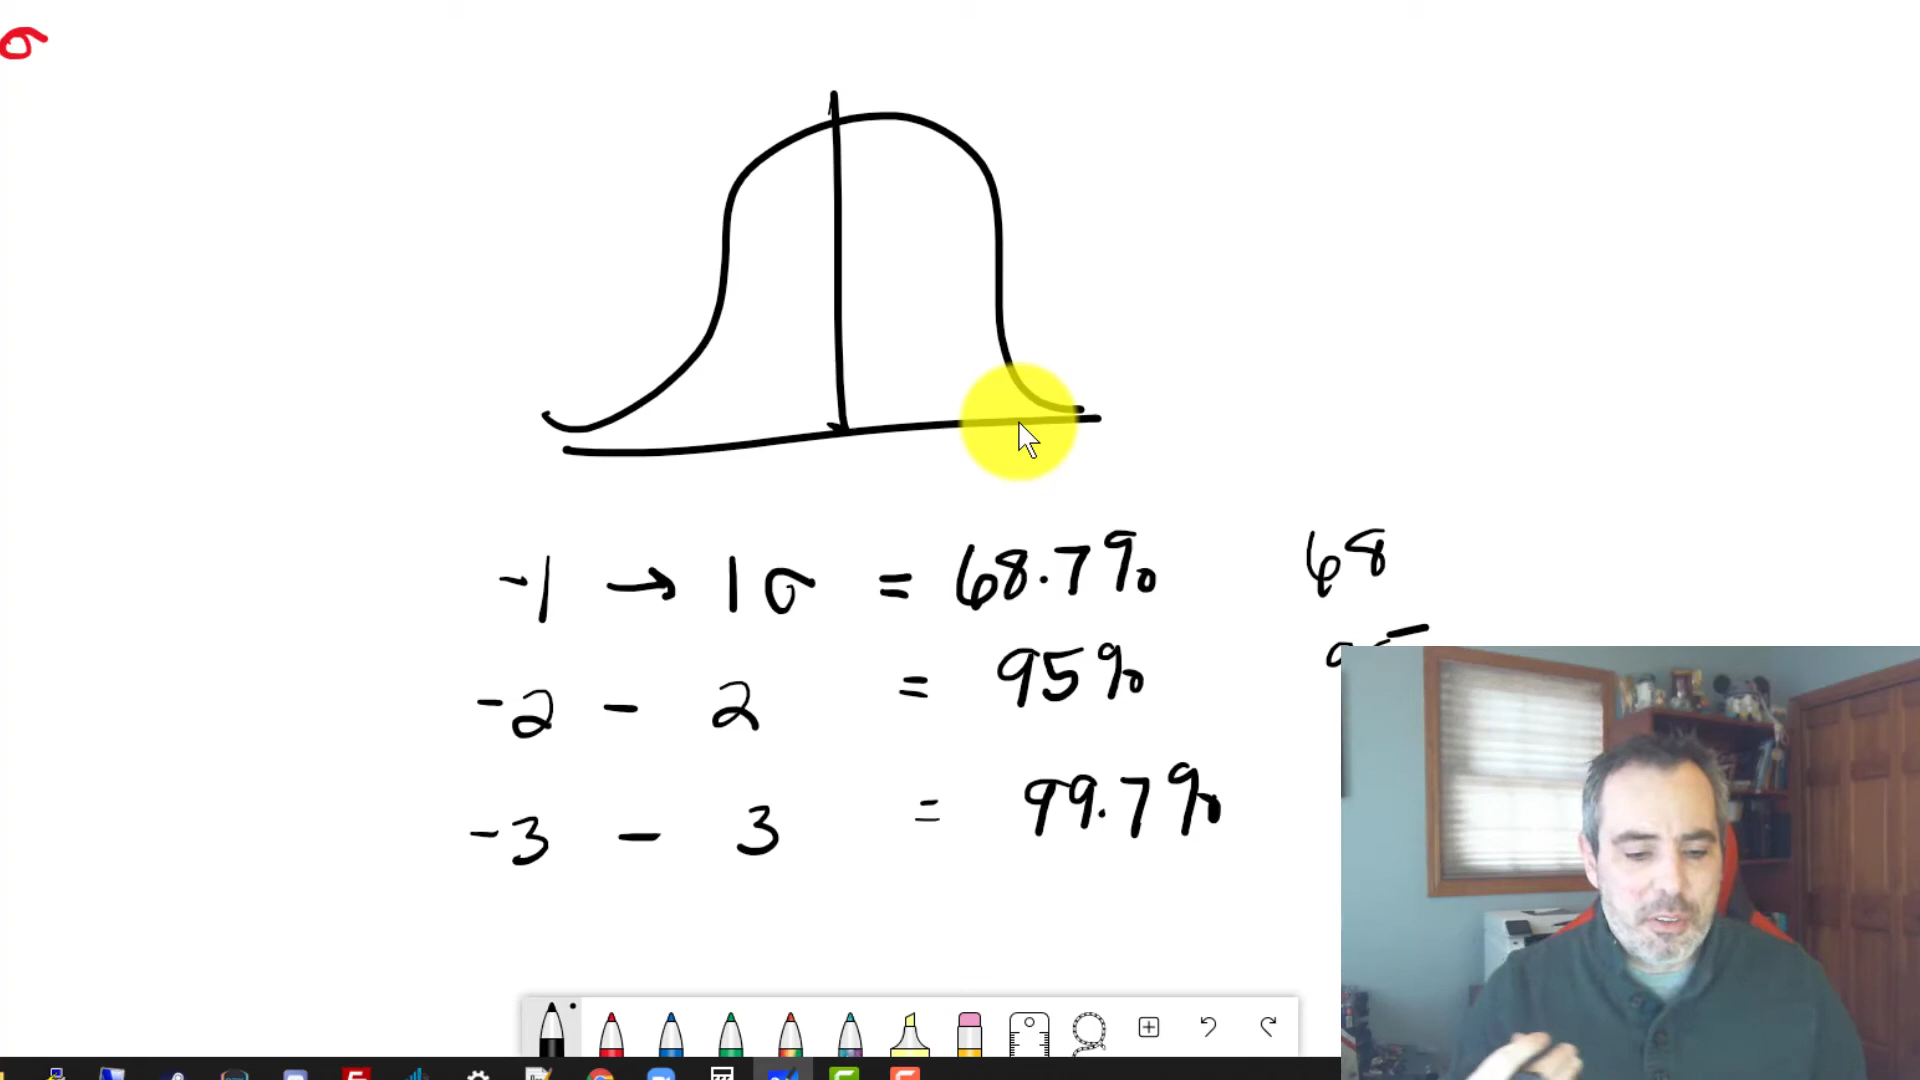 σ
-1 → 1σ = 68.7% 68
-2 - 2 = 95%
-3 - 3 = 99.7%